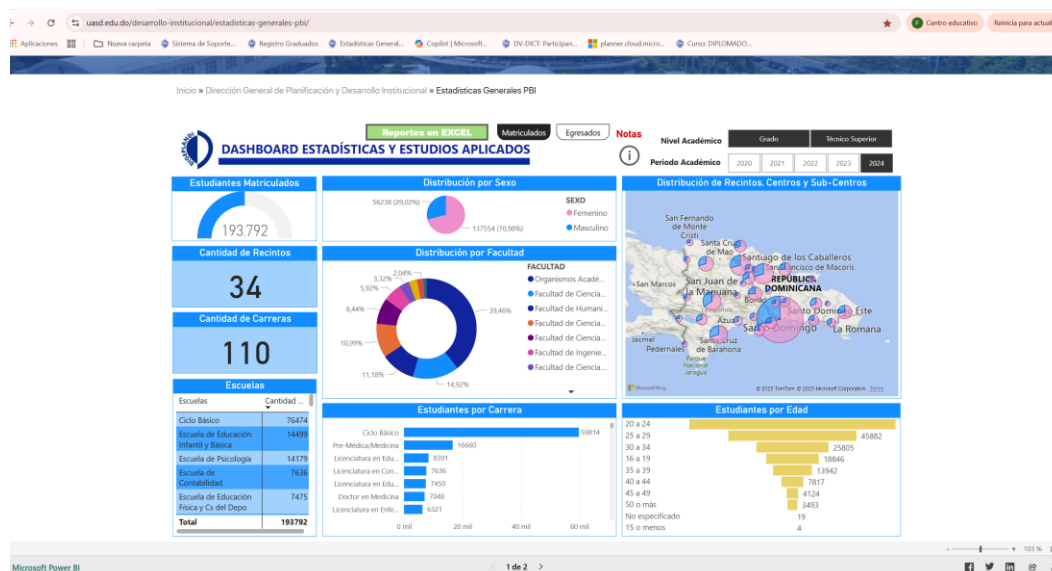 uasd.edu.do/desarrollo-institucional/estadisticas-generales-pbi/
Centro educativo
Reinicia para actual
Aplicaciones
Nueva carpeta
Sistema de Soporte...
Registro Graduados
Estadísticas General...
Copilot | Microsoft...
DV-DICT: Participan...
planner.cloud.micro...
Curso: DIPLOMADO...
Inicio » Dirección General de Planificación y Desarrollo Institucional » Estadísticas Generales PBI
DIGEPLANDI
DASHBOARD ESTADÍSTICAS Y ESTUDIOS APLICADOS
Reportes en EXCEL
Matriculados
Egresados
Notas
Nivel Académico
Grado
Técnico Superior
Periodo Académico
2020
2021
2022
2023
2024
Estudiantes Matriculados
193.792
Cantidad de Recintos
34
Cantidad de Carreras
110
Escuelas
Escuelas
Cantidad ...
Ciclo Básico
76474
Escuela de Educación
Infantil y Básica
14499
Escuela de Psicología
14179
Escuela de
Contabilidad
7636
Escuela de Educación
Física y Cs del Depo
7475
Total
193792
Distribución por Sexo
56238 (29,02%)
137554 (70,98%)
SEXO
Femenino
Masculino
Distribución por Facultad
2,04%
3,32%
5,92%
8,44%
10,99%
11,18%
14,92%
39,46%
FACULTAD
Organismos Acadé...
Facultad de Ciencia...
Facultad de Humani...
Facultad de Ciencia...
Facultad de Ciencia...
Facultad de Ingenie...
Facultad de Ciencia...
Estudiantes por Carrera
Ciclo Básico
59814
Pre-Médica/Medicina
16660
Licenciatura en Edu...
8391
Licenciatura en Con...
7636
Licenciatura en Edu...
7450
Doctor en Medicina
7048
Licenciatura en Enfe...
6321
0 mil
20 mil
40 mil
60 mil
Distribución de Recintos, Centros y Sub-Centros
San Fernando
de Monte
Cristi
Santa Cruz
de Mao
Santiago de los Caballeros
San Francisco de Macoris
San Marcos
San Juan de
la Maguana
REPÚBLICA
DOMINICANA
Bonao
Azua
Santo Domingo Este
Santo Domingo
La Romana
Jacmel
Pedernales
Santa Cruz
de Barahona
Parque
Nacional
Jaragua
Microsoft Bing
© 2025 TomTom, © 2025 Microsoft Corporation
Terms
Estudiantes por Edad
20 a 24
25 a 29
45882
30 a 34
25805
16 a 19
18846
35 a 39
13942
40 a 44
7817
45 a 49
4124
50 o más
3493
No especificado
19
15 o menos
4
103 %
Microsoft Power BI
1 de 2